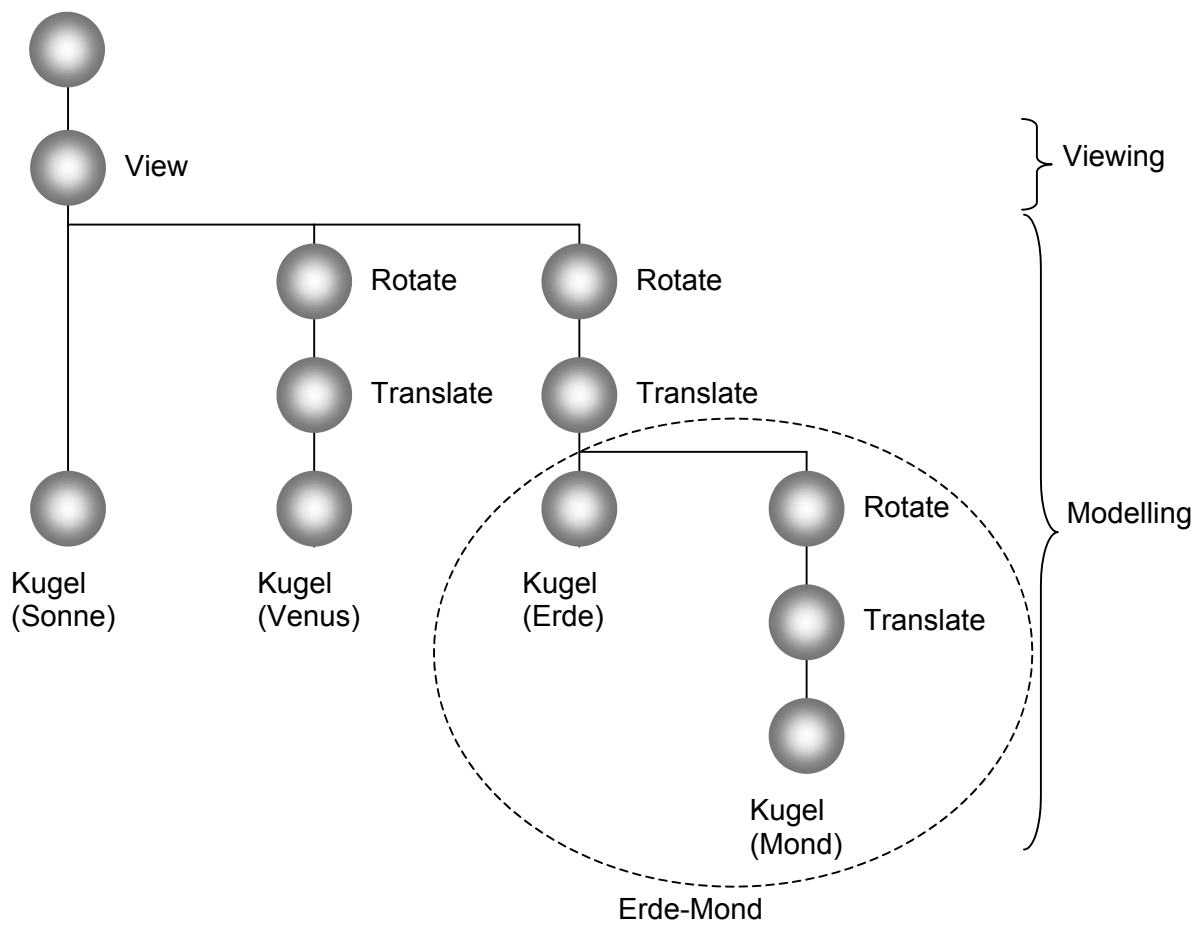 View
Viewing
Rotate
Rotate
Translate
Translate
Rotate
Modelling
Kugel
(Sonne)
Kugel
(Venus)
Kugel
(Erde)
Translate
Kugel
(Mond)
Erde-Mond